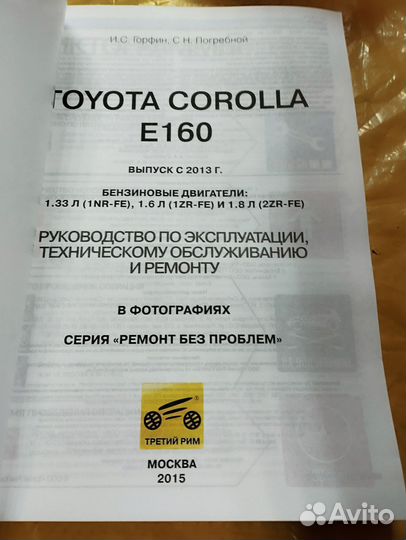 И.С. Горфин, С.Н. Погребной
TOYOTA COROLLA
E160
ВЫПУСК С 2013 Г.
БЕНЗИНОВЫЕ ДВИГАТЕЛИ:
1.33 Л (1NR-FE), 1.6 Л (1ZR-FE) И 1.8 Л (2ZR-FE)
РУКОВОДСТВО ПО ЭКСПЛУАТАЦИИ,
ТЕХНИЧЕСКОМУ ОБСЛУЖИВАНИЮ
И РЕМОНТУ
В ФОТОГРАФИЯХ
СЕРИЯ «РЕМОНТ БЕЗ ПРОБЛЕМ»
®
ТРЕТИЙ РИМ
МОСКВА
2015
Avito